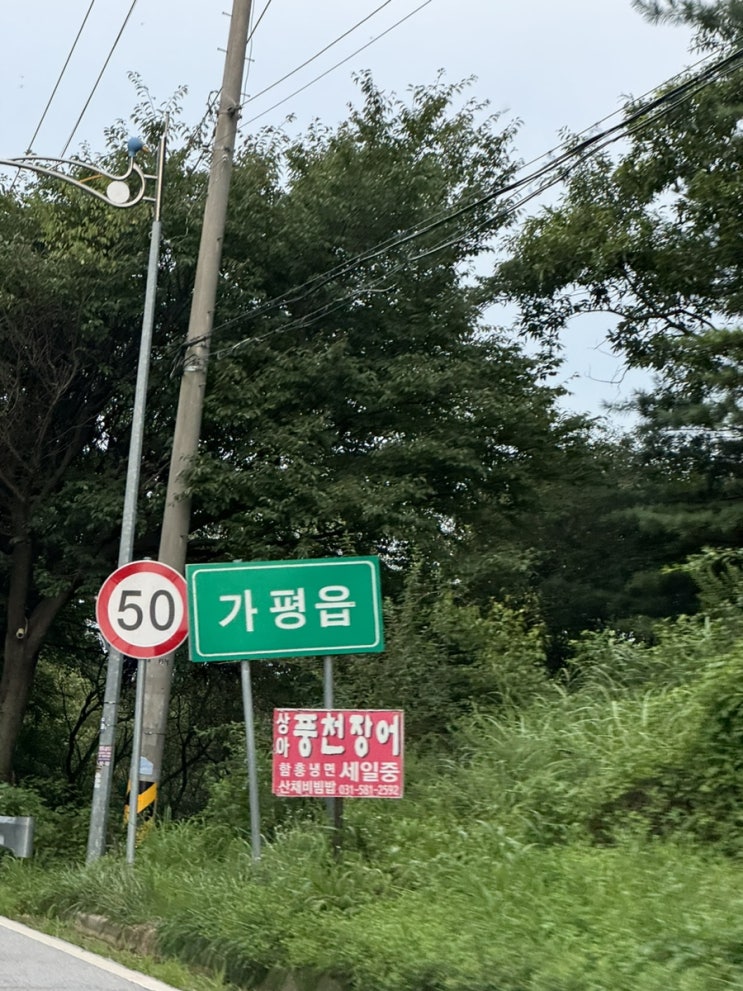 50
가평읍
상아 풍천장어
함흥냉면 세일중
산채비빔밥 031-581-2592